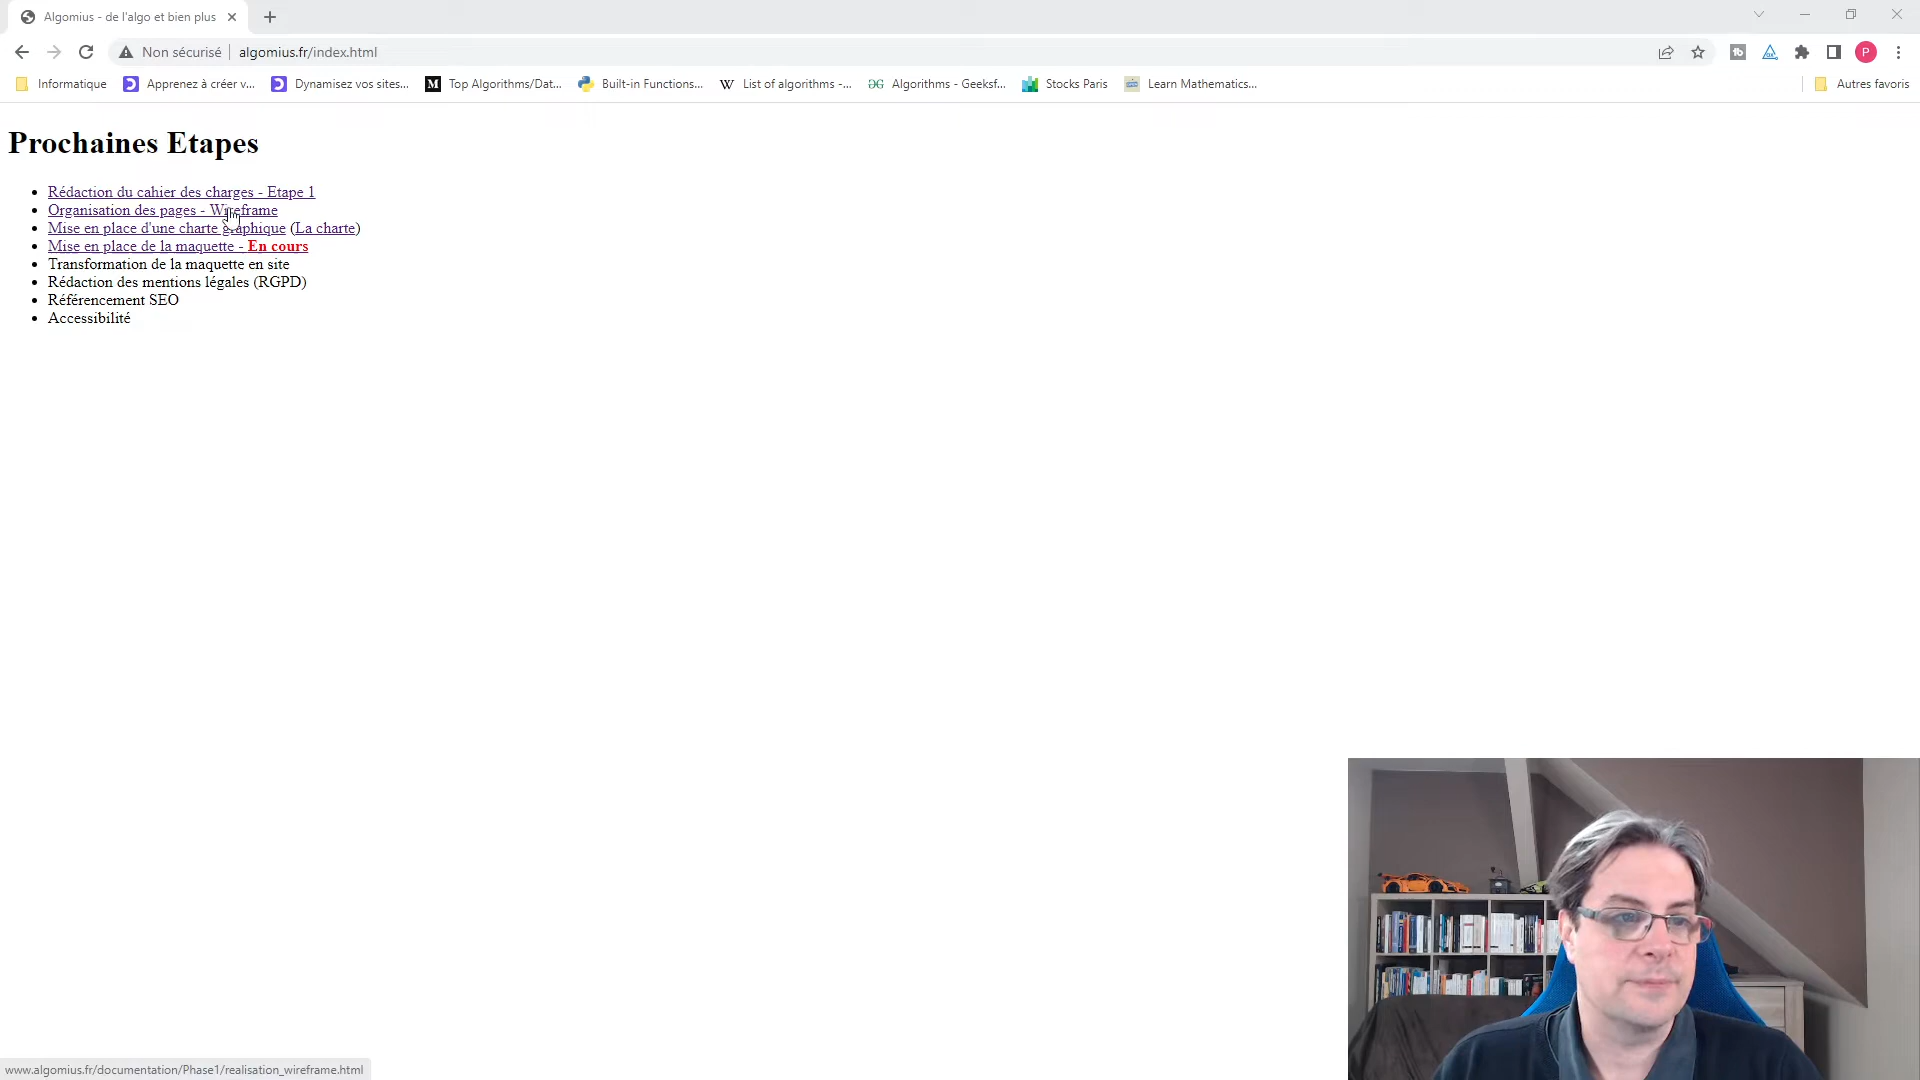 Algomius - de l'algo et bien plus
Non sécurisé algomius.fr/index.html
Informatique Apprenez à créer v... Dynamisez vos sites... Top Algorithms/Dat... Built-in Functions... List of algorithms -... Algorithms - Geeksf... Stocks Paris Learn Mathematics... Autres favoris
Prochaines Etapes
Rédaction du cahier des charges - Etape 1
Organisation des pages - Wireframe
Mise en place d'une charte graphique (La charte)
Mise en place de la maquette - En cours
Transformation de la maquette en site
Rédaction des mentions légales (RGPD)
Référencement SEO
Accessibilité
www.algomius.fr/documentation/Phase1/realisation_wireframe.html